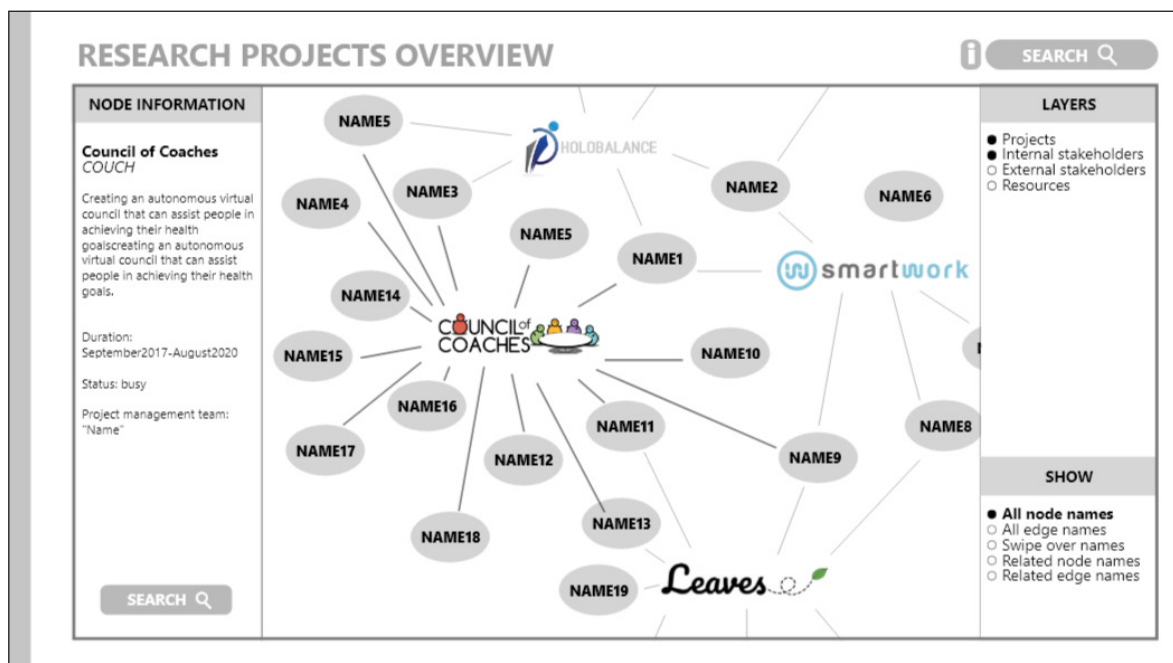 RESEARCH PROJECTS OVERVIEW
i
SEARCH
NODE INFORMATION
Council of Coaches
COUCH
Creating an autonomous virtual
council that can assist people in
achieving their health
goalscreating an autonomous
virtual council that can assist
people in achieving their health
goals.
Duration:
September2017-August2020
Status: busy
Project management team:
"Name"
SEARCH
NAME5
HOLOBALANCE
NAME3
NAME2
NAME4
NAME6
NAME5
NAME1
smartwork
NAME14
COUNCIL of
COACHES
NAME15
NAME10
NAME16
NAME11
NAME8
NAME17
NAME12
NAME9
NAME13
NAME18
Leaves
NAME19
LAYERS
Projects
Internal stakeholders
External stakeholders
Resources
SHOW
All node names
All edge names
Swipe over names
Related node names
Related edge names